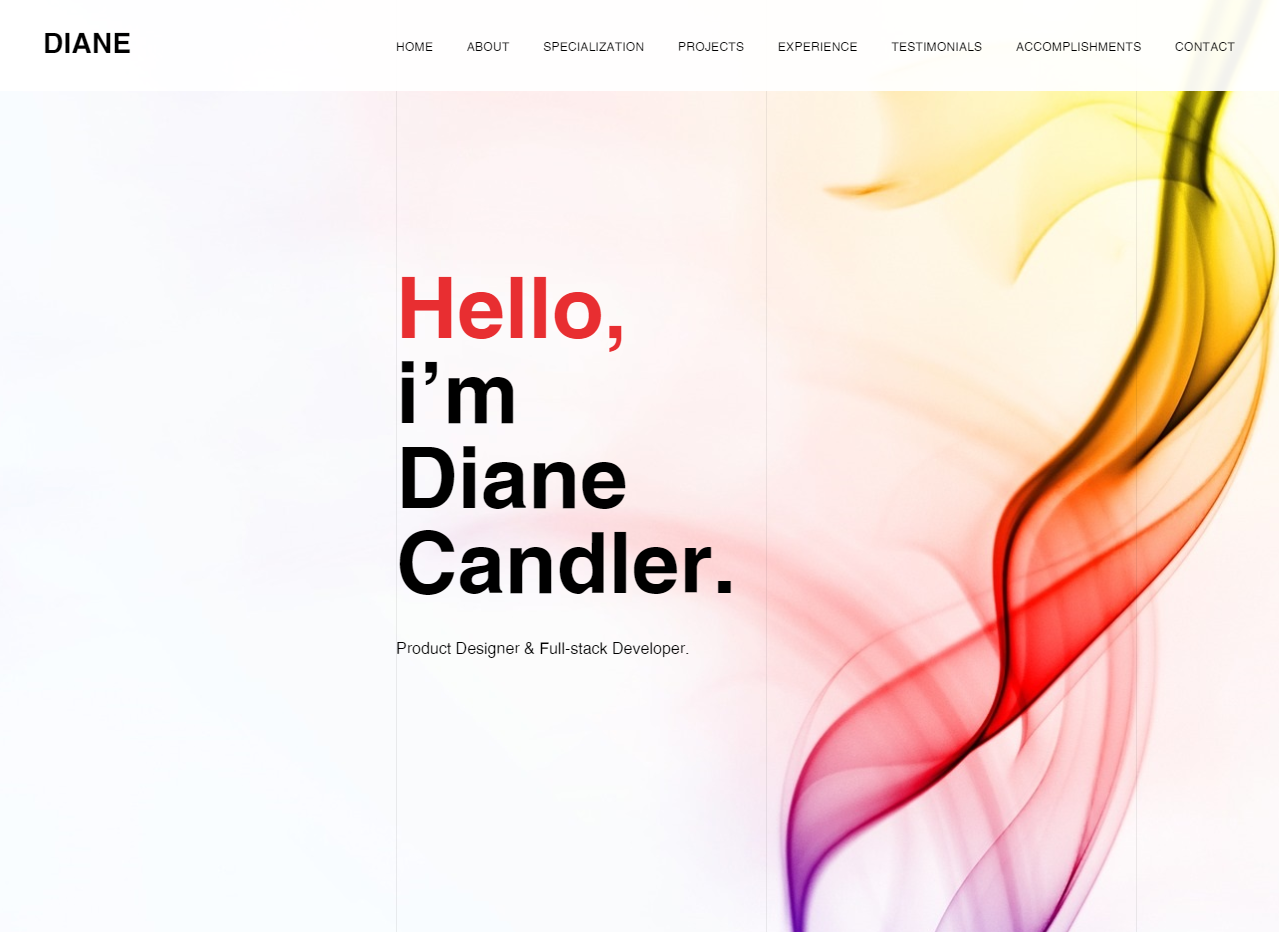 DIANE
HOME ABOUT SPECIALIZATION PROJECTS EXPERIENCE TESTIMONIALS ACCOMPLISHMENTS CONTACT
Hello,
i’m
Diane
Candler.
Product Designer & Full-stack Developer.